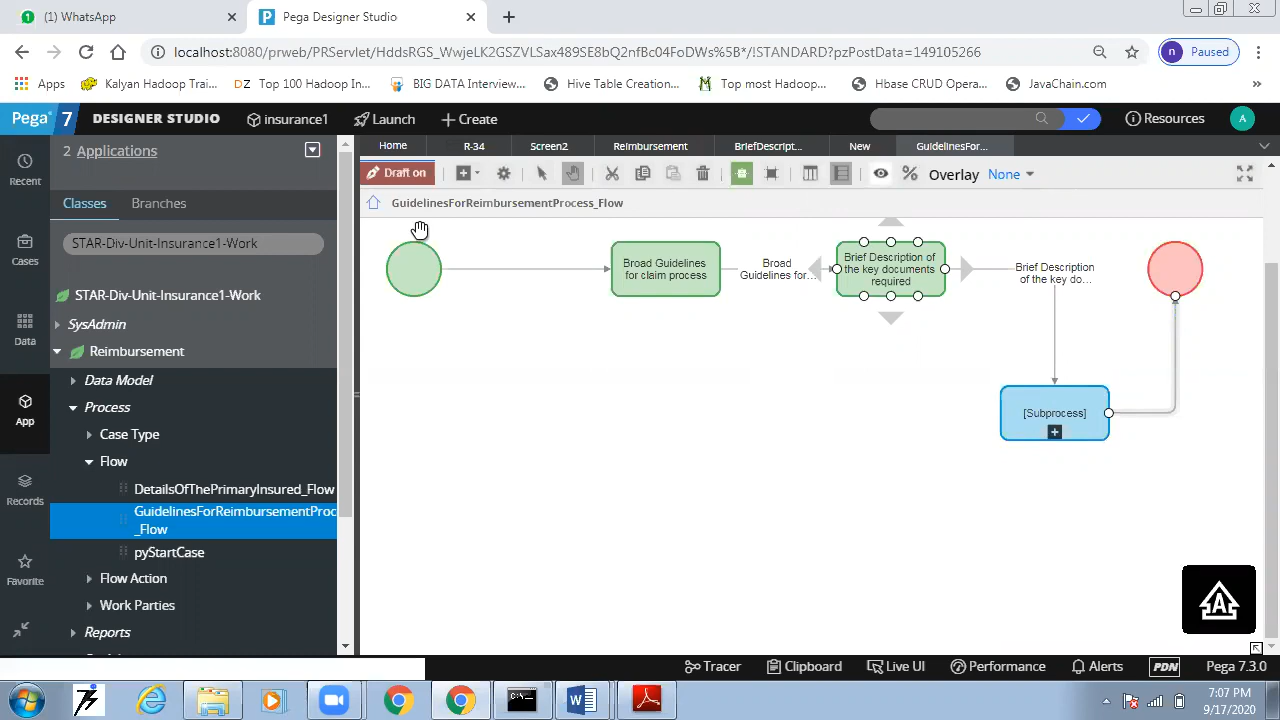 (1) WhatsApp
Pega Designer Studio
localhost:8080/prweb/PRServlet/HddsRGS_WwjeLK2GSZVLSax489SE8bQ2nfBc04FoDWs%5B*/!STANDARD?pzPostData=149105266
n Paused
Apps
Kalyan Hadoop Trai...
DZ Top 100 Hadoop In...
BIG DATA Interview...
Hive Table Creation...
Top most Hadoop...
Hbase CRUD Opera...
JavaChain.com
»
Pega 7 DESIGNER STUDIO
insurance1
Launch
Create
Resources
A
Recent
Cases
Data
App
Records
Favorite
2 Applications
Classes
Branches
STAR-Div-Unit-Insurance1-Work
STAR-Div-Unit-Insurance1-Work
SysAdmin
Reimbursement
Data Model
Process
Case Type
Flow
DetailsOfThePrimaryInsured_Flow
GuidelinesForReimbursementProc
_Flow
pyStartCase
Flow Action
Work Parties
Reports
Home
R-34
Screen2
Reimbursement
BriefDescript...
New
GuidelinesFor...
Draft on
Overlay None
GuidelinesForReimbursementProcess_Flow
Broad Guidelines
for claim process
Broad
Guidelines for...
Brief Description of
the key documents
required
Brief Description
of the key do...
[Subprocess]
A
Tracer
Clipboard
Live UI
Performance
Alerts
PDN
Pega 7.3.0
7:07 PM
9/17/2020